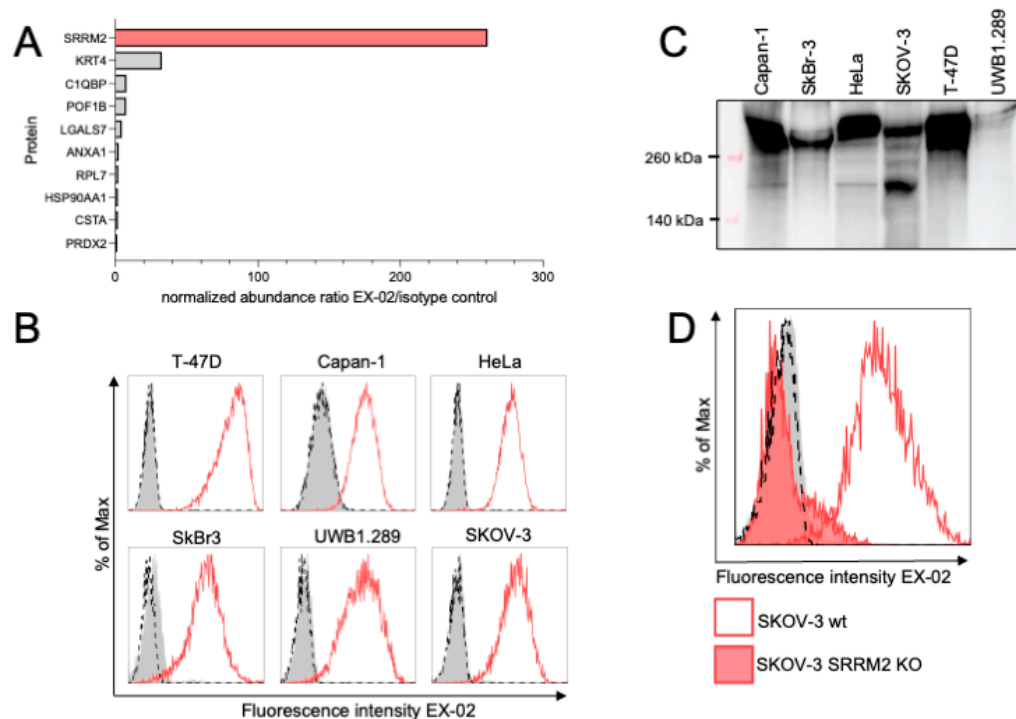 A
SRRM2
KRT4
C1QBP
POF1B
LGALS7
ANXA1
RPL7
HSP90AA1
CSTA
PRDX2
Protein
0
100
200
300
normalized abundance ratio EX-02/isotype control
B
T-47D
Capan-1
HeLa
SkBr3
UWB1.289
SKOV-3
% of Max
Fluorescence intensity EX-02
C
Capan-1
SkBr-3
HeLa
SKOV-3
T-47D
UWB1.289
260 kDa
140 kDa
D
% of Max
Fluorescence intensity EX-02
SKOV-3 wt
SKOV-3 SRRM2 KO